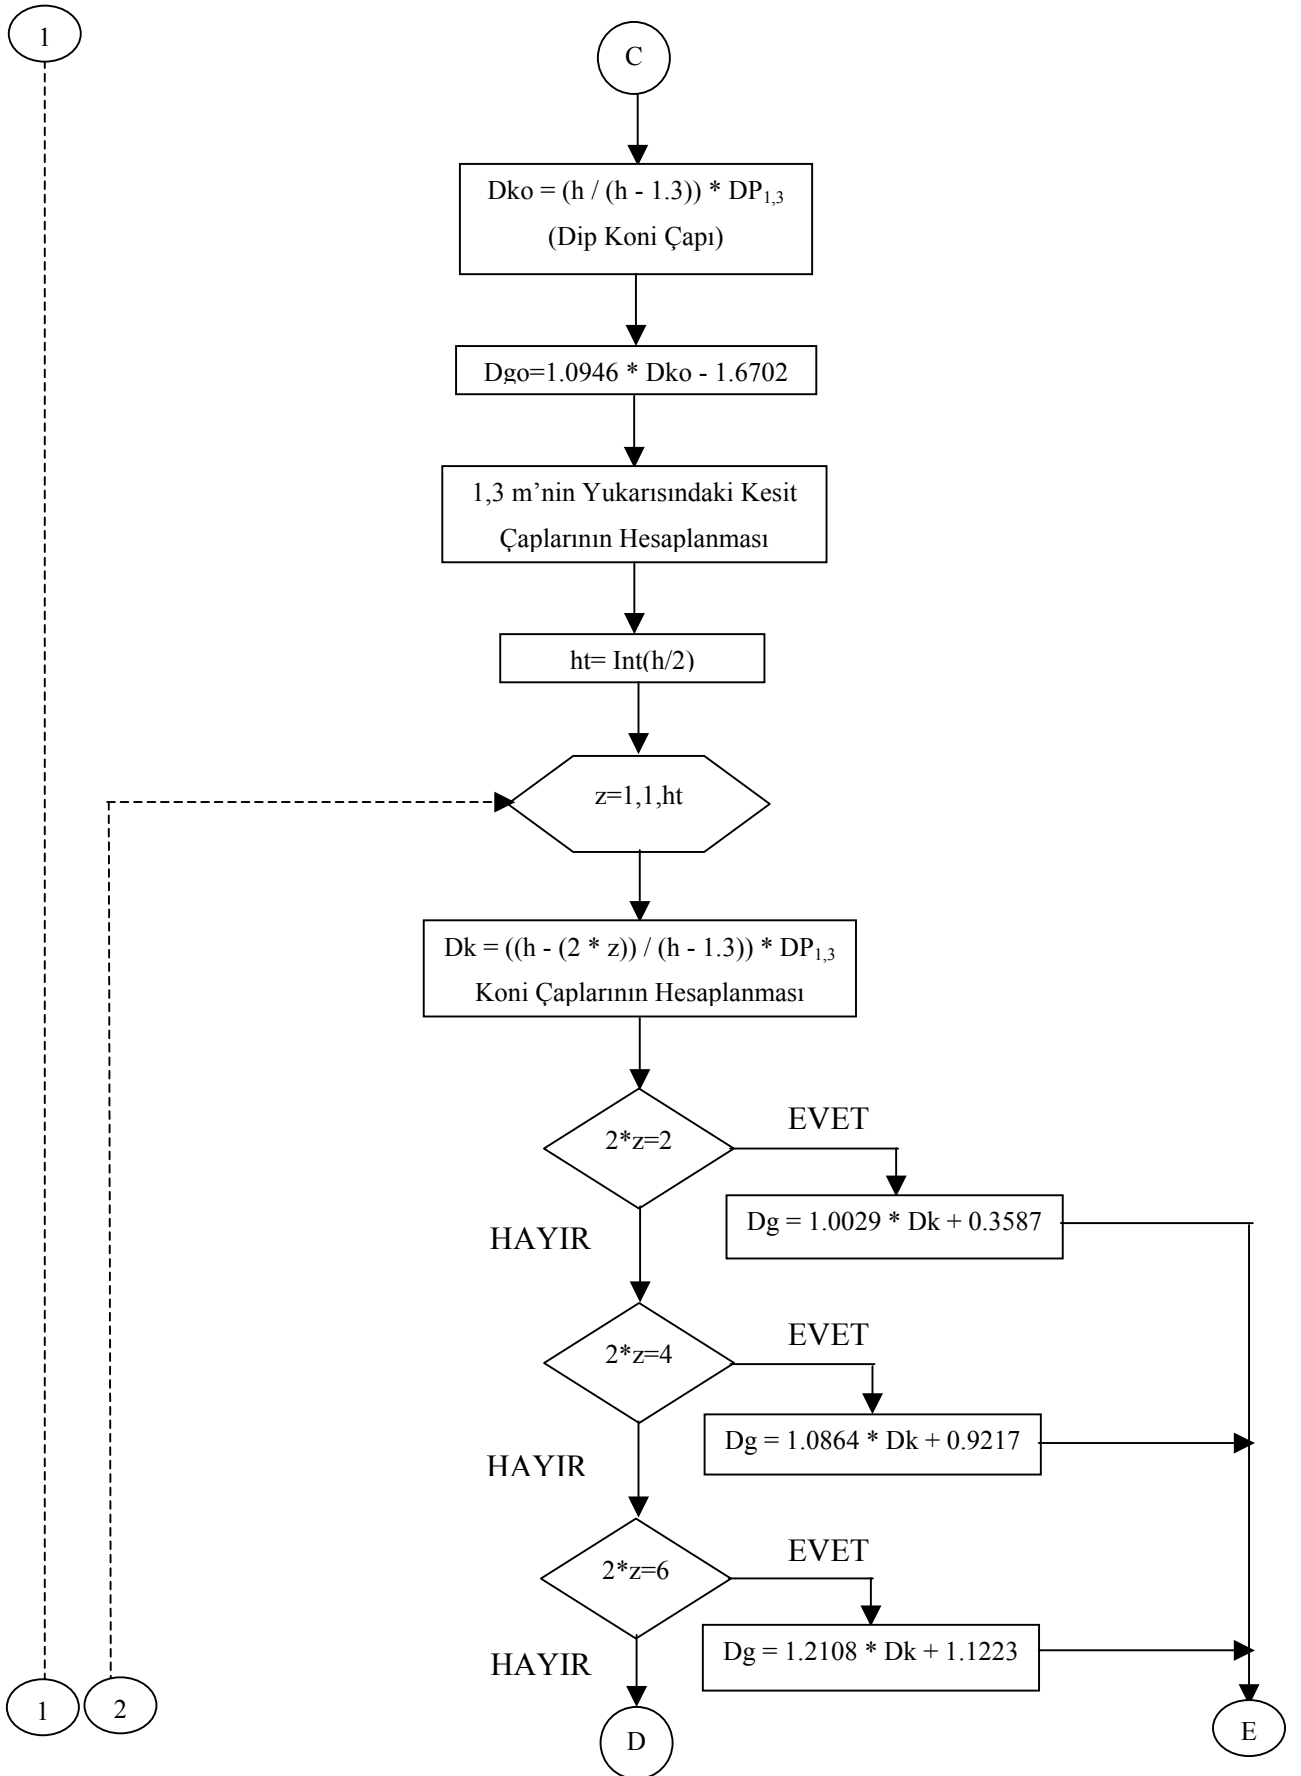 1
C
Dko = (h / (h - 1.3)) * DP1,3
(Dip Koni Çapı)
Dgo=1.0946 * Dko - 1.6702
1,3 m’nin Yukarısındaki Kesit
Çaplarının Hesaplanması
ht= Int(h/2)
z=1,1,ht
Dk = ((h - (2 * z)) / (h - 1.3)) * DP1,3
Koni Çaplarının Hesaplanması
2*z=2
EVET
Dg = 1.0029 * Dk + 0.3587
HAYIR
2*z=4
EVET
Dg = 1.0864 * Dk + 0.9217
HAYIR
2*z=6
EVET
Dg = 1.2108 * Dk + 1.1223
HAYIR
1
2
D
E